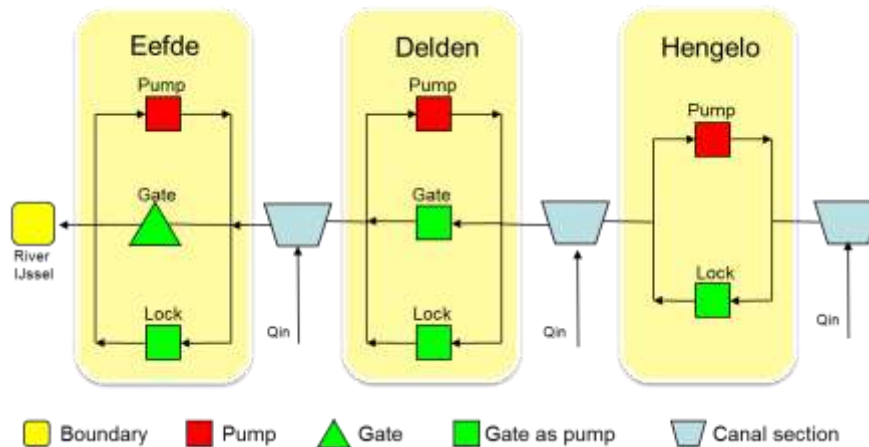 Eefde
Delden
Hengelo
Pump
Pump
Pump
Gate
Gate
River
IJssel
Lock
Lock
Lock
Qin
Qin
Qin
Boundary
Pump
Gate
Gate as pump
Canal section